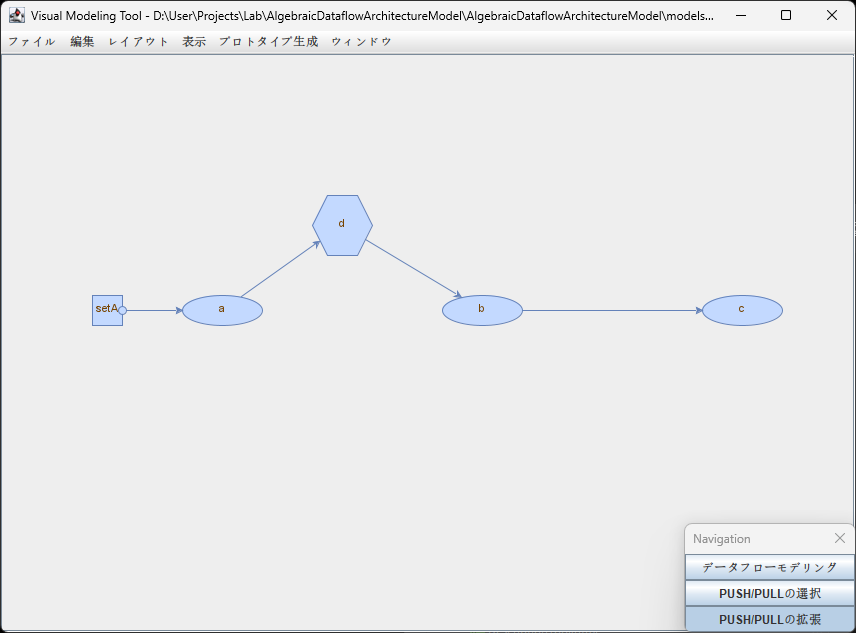 Visual Modeling Tool - D:\User\Projects\Lab\AlgebraicDataflowArchitectureModel\AlgebraicDataflowArchitectureModel\models...
ファイル 編集 レイアウト 表示 プロトタイプ生成 ウィンドウ
d
setA
a
b
c
Navigation
データフローモデリング
PUSH/PULLの選択
PUSH/PULLの拡張